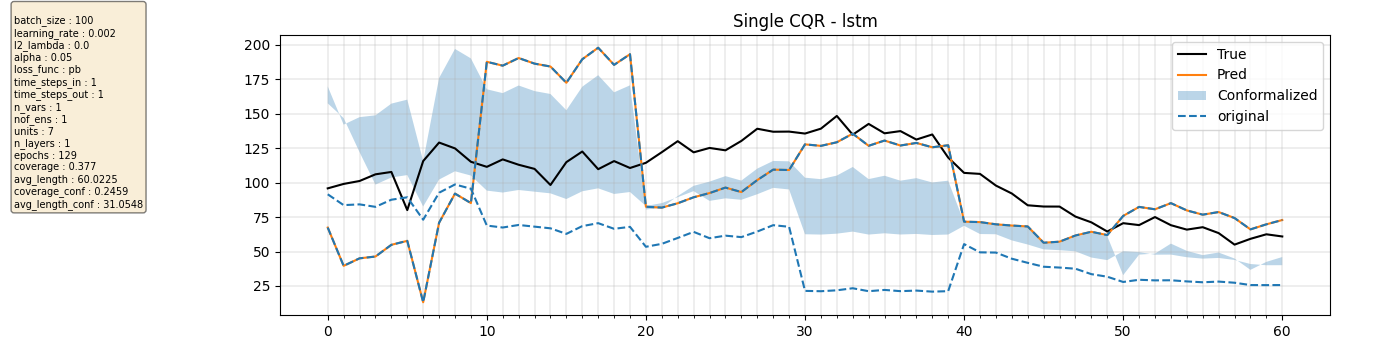 batch_size : 100
learning_rate : 0.002
l2_lambda : 0.0
alpha : 0.05
loss_func : pb
time_steps_in : 1
time_steps_out : 1
n_vars : 1
nof_ens : 1
units : 7
n_layers : 1
epochs : 129
coverage : 0.377
avg_length : 60.0225
coverage_conf : 0.2459
avg_length_conf : 31.0548
Single CQR - lstm
200
175
150
125
100
75
50
25
True
Pred
Conformalized
original
0 10 20 30 40 50 60